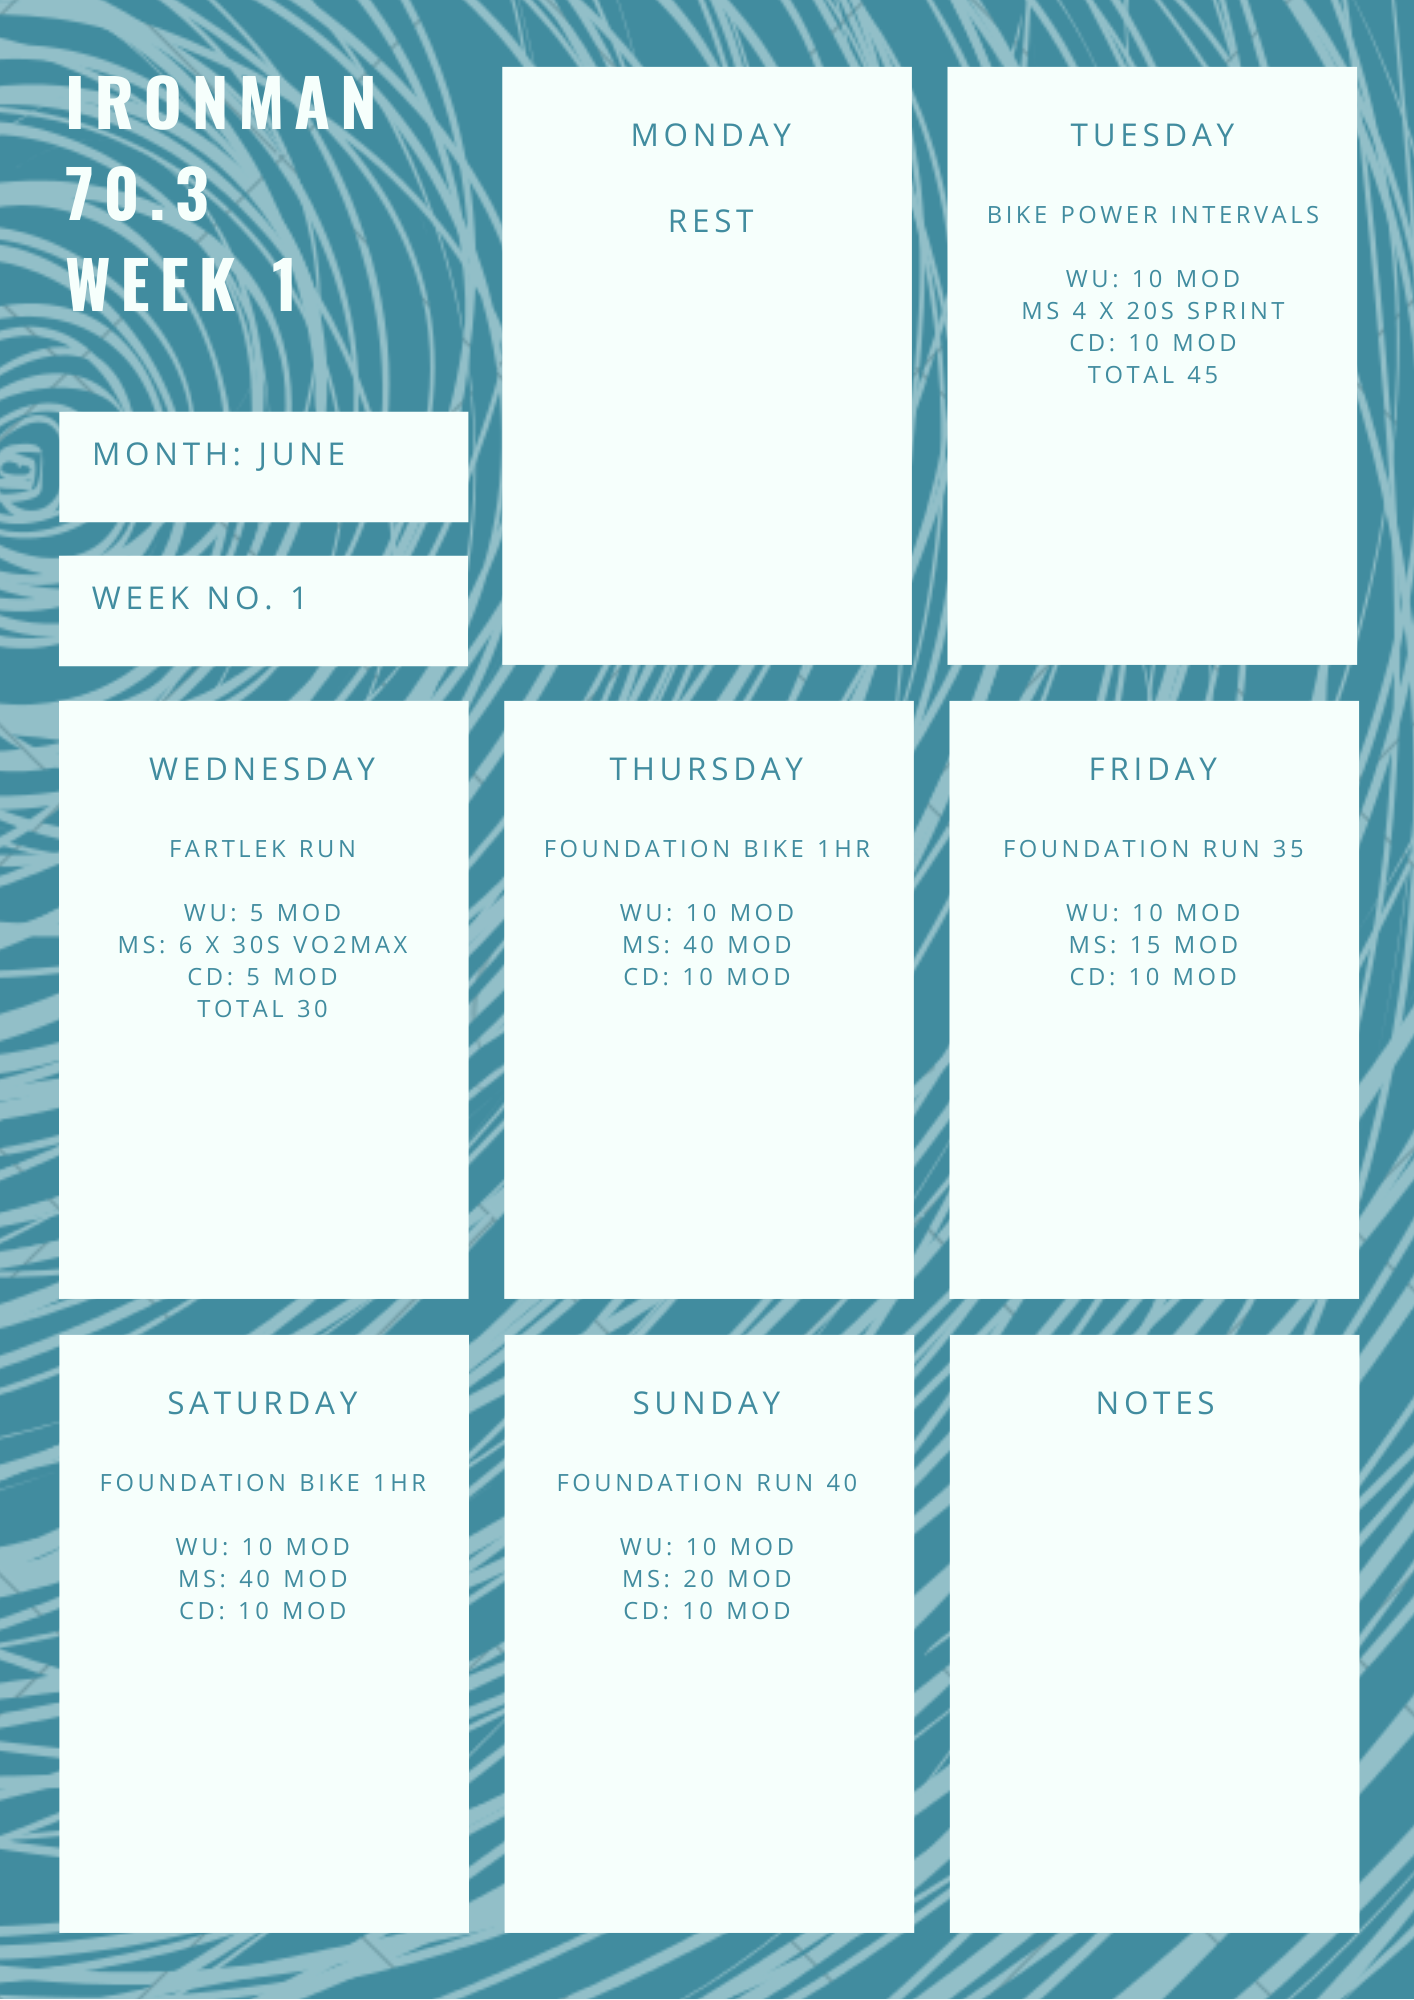 IRONMAN
70.3
WEEK 1
MONTH: JUNE
WEEK NO. 1
MONDAY
REST
TUESDAY
BIKE POWER INTERVALS
WU: 10 MOD
MS 4 X 20S SPRINT
CD: 10 MOD
TOTAL 45
WEDNESDAY
FARTLEK RUN
WU: 5 MOD
MS: 6 X 30S VO2MAX
CD: 5 MOD
TOTAL 30
THURSDAY
FOUNDATION BIKE 1HR
WU: 10 MOD
MS: 40 MOD
CD: 10 MOD
FRIDAY
FOUNDATION RUN 35
WU: 10 MOD
MS: 15 MOD
CD: 10 MOD
SATURDAY
FOUNDATION BIKE 1HR
WU: 10 MOD
MS: 40 MOD
CD: 10 MOD
SUNDAY
FOUNDATION RUN 40
WU: 10 MOD
MS: 20 MOD
CD: 10 MOD
NOTES